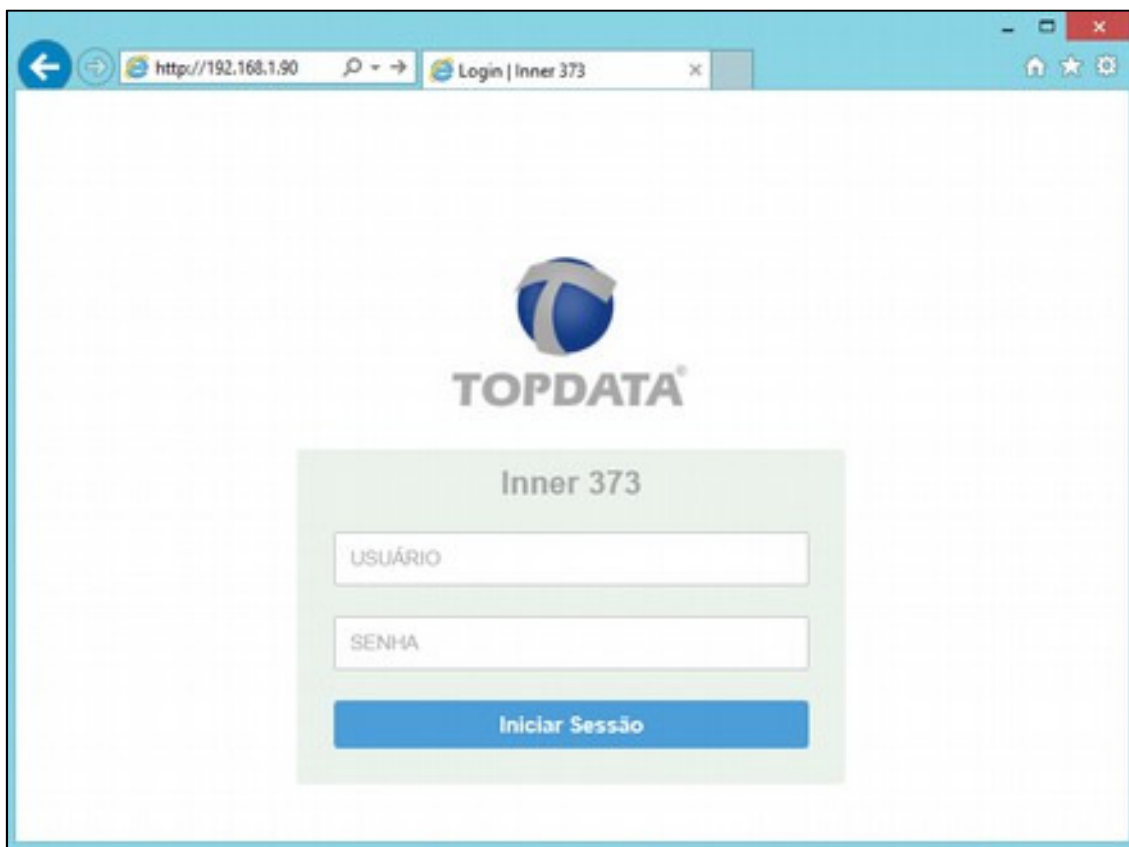 http://192.168.1.90
Login | Inner 373
TOPDATA®
Inner 373
USUÁRIO
SENHA
Iniciar Sessão